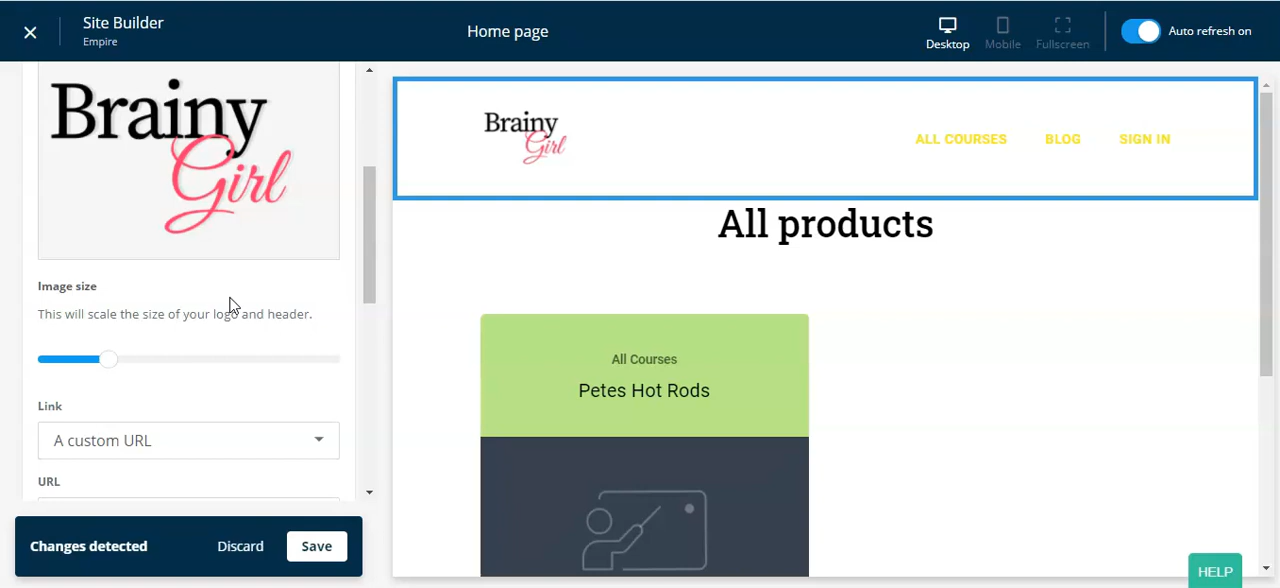 Site Builder
Empire
Home page
Desktop
Mobile
Fullscreen
Auto refresh on
Brainy
Girl
Image size
This will scale the size of your logo and header.
Link
A custom URL
URL
Changes detected
Discard
Save
Brainy
Girl
ALL COURSES
BLOG
SIGN IN
All products
All Courses
Petes Hot Rods
HELP